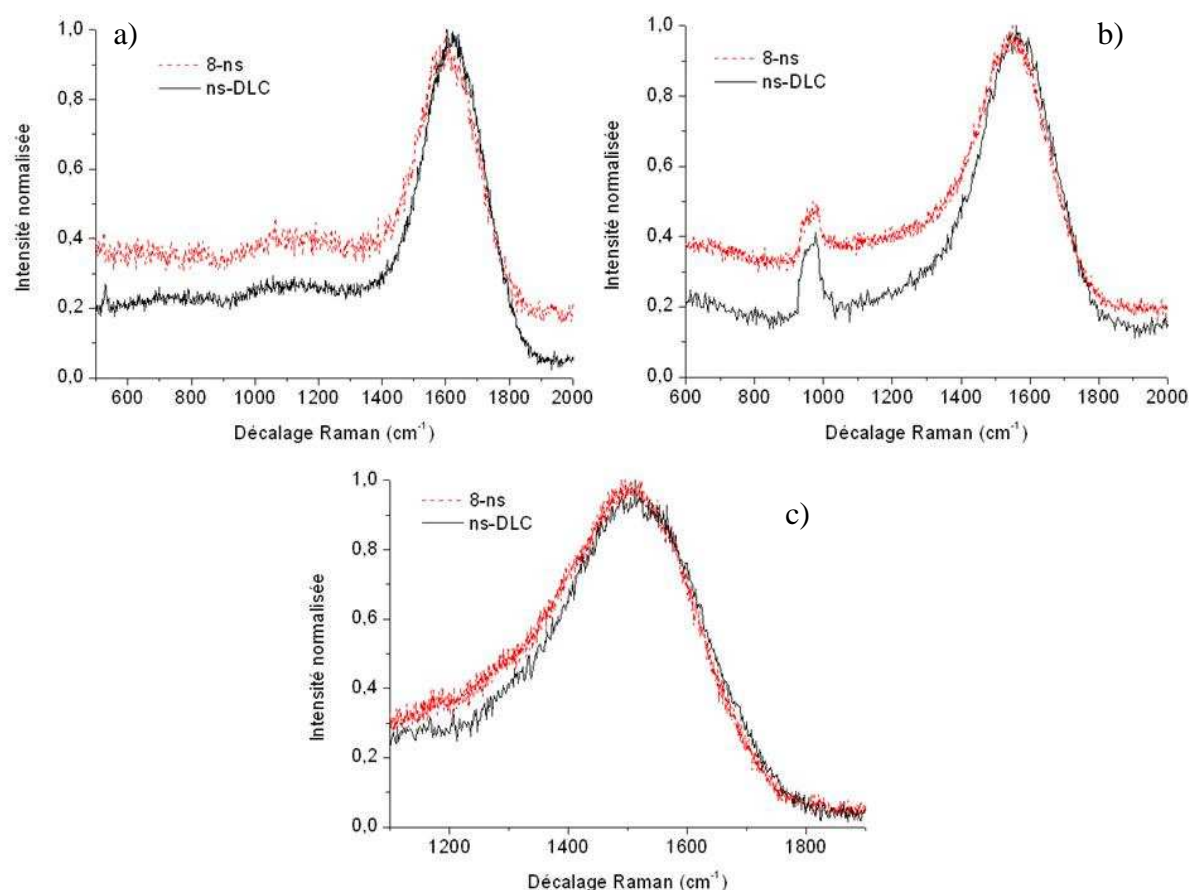 a)
1,0
0,8
0,6
0,4
0,2
0,0
Intensité normalisée
8-ns
ns-DLC
600 800 1000 1200 1400 1600 1800 2000
Décalage Raman (cm-1)
b)
1,0
0,8
0,6
0,4
0,2
0,0
Intensité normalisée
8-ns
ns-DLC
600 800 1000 1200 1400 1600 1800 2000
Décalage Raman (cm-1)
c)
1,0
0,8
0,6
0,4
0,2
0,0
Intensité normalisée
8-ns
ns-DLC
1200 1400 1600 1800
Décalage Raman (cm-1)